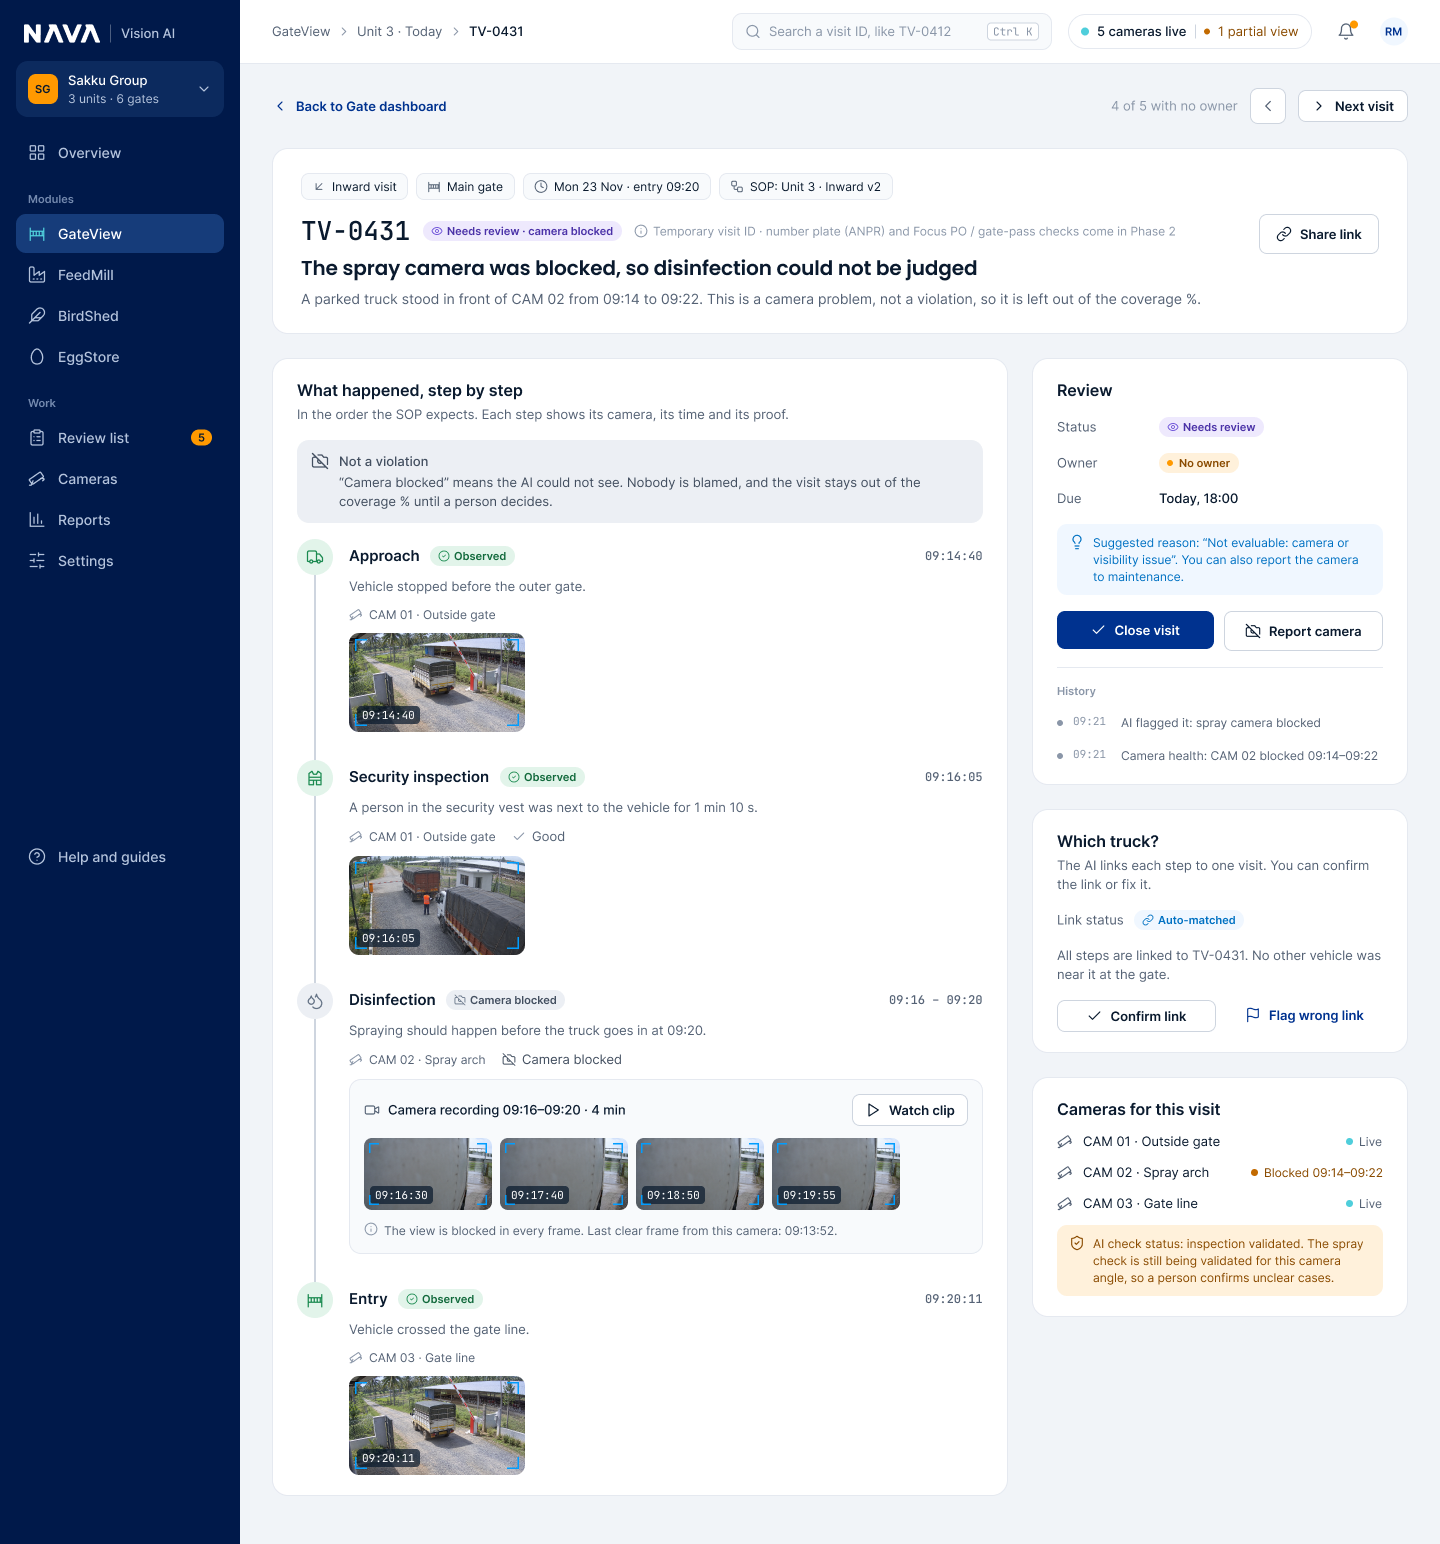 NAVA Vision AI
SG
Sakku Group
3 units · 6 gates
Overview
Modules
GateView
FeedMill
BirdShed
EggStore
Work
Review list 5
Cameras
Reports
Settings
Help and guides
GateView > Unit 3 · Today > TV-0431
Search a visit ID, like TV-0412 Ctrl K
5 cameras live 1 partial view
RM
Back to Gate dashboard
4 of 5 with no owner
Next visit
Inward visit
Main gate
Mon 23 Nov · entry 09:20
SOP: Unit 3 · Inward v2
TV-0431 Needs review · camera blocked Temporary visit ID · number plate (ANPR) and Focus PO / gate-pass checks come in Phase 2
Share link
The spray camera was blocked, so disinfection could not be judged
A parked truck stood in front of CAM 02 from 09:14 to 09:22. This is a camera problem, not a violation, so it is left out of the coverage %.
What happened, step by step
In the order the SOP expects. Each step shows its camera, its time and its proof.
Not a violation
“Camera blocked” means the AI could not see. Nobody is blamed, and the visit stays out of the
coverage % until a person decides.
Approach Observed 09:14:40
Vehicle stopped before the outer gate.
CAM 01 · Outside gate
09:14:40
Security inspection Observed 09:16:05
A person in the security vest was next to the vehicle for 1 min 10 s.
CAM 01 · Outside gate Good
09:16:05
Disinfection Camera blocked 09:16 – 09:20
Spraying should happen before the truck goes in at 09:20.
CAM 02 · Spray arch Camera blocked
Camera recording 09:16–09:20 · 4 min
Watch clip
09:16:30 09:17:40 09:18:50 09:19:55
The view is blocked in every frame. Last clear frame from this camera: 09:13:52.
Entry Observed 09:20:11
Vehicle crossed the gate line.
CAM 03 · Gate line
09:20:11
Review
Status Needs review
Owner No owner
Due Today, 18:00
Suggested reason: “Not evaluable: camera or
visibility issue”. You can also report the camera
to maintenance.
Close visit
Report camera
History
09:21 AI flagged it: spray camera blocked
09:21 Camera health: CAM 02 blocked 09:14–09:22
Which truck?
The AI links each step to one visit. You can confirm
the link or fix it.
Link status Auto-matched
All steps are linked to TV-0431. No other vehicle was
near it at the gate.
Confirm link
Flag wrong link
Cameras for this visit
CAM 01 · Outside gate Live
CAM 02 · Spray arch Blocked 09:14–09:22
CAM 03 · Gate line Live
AI check status: inspection validated. The spray
check is still being validated for this camera
angle, so a person confirms unclear cases.